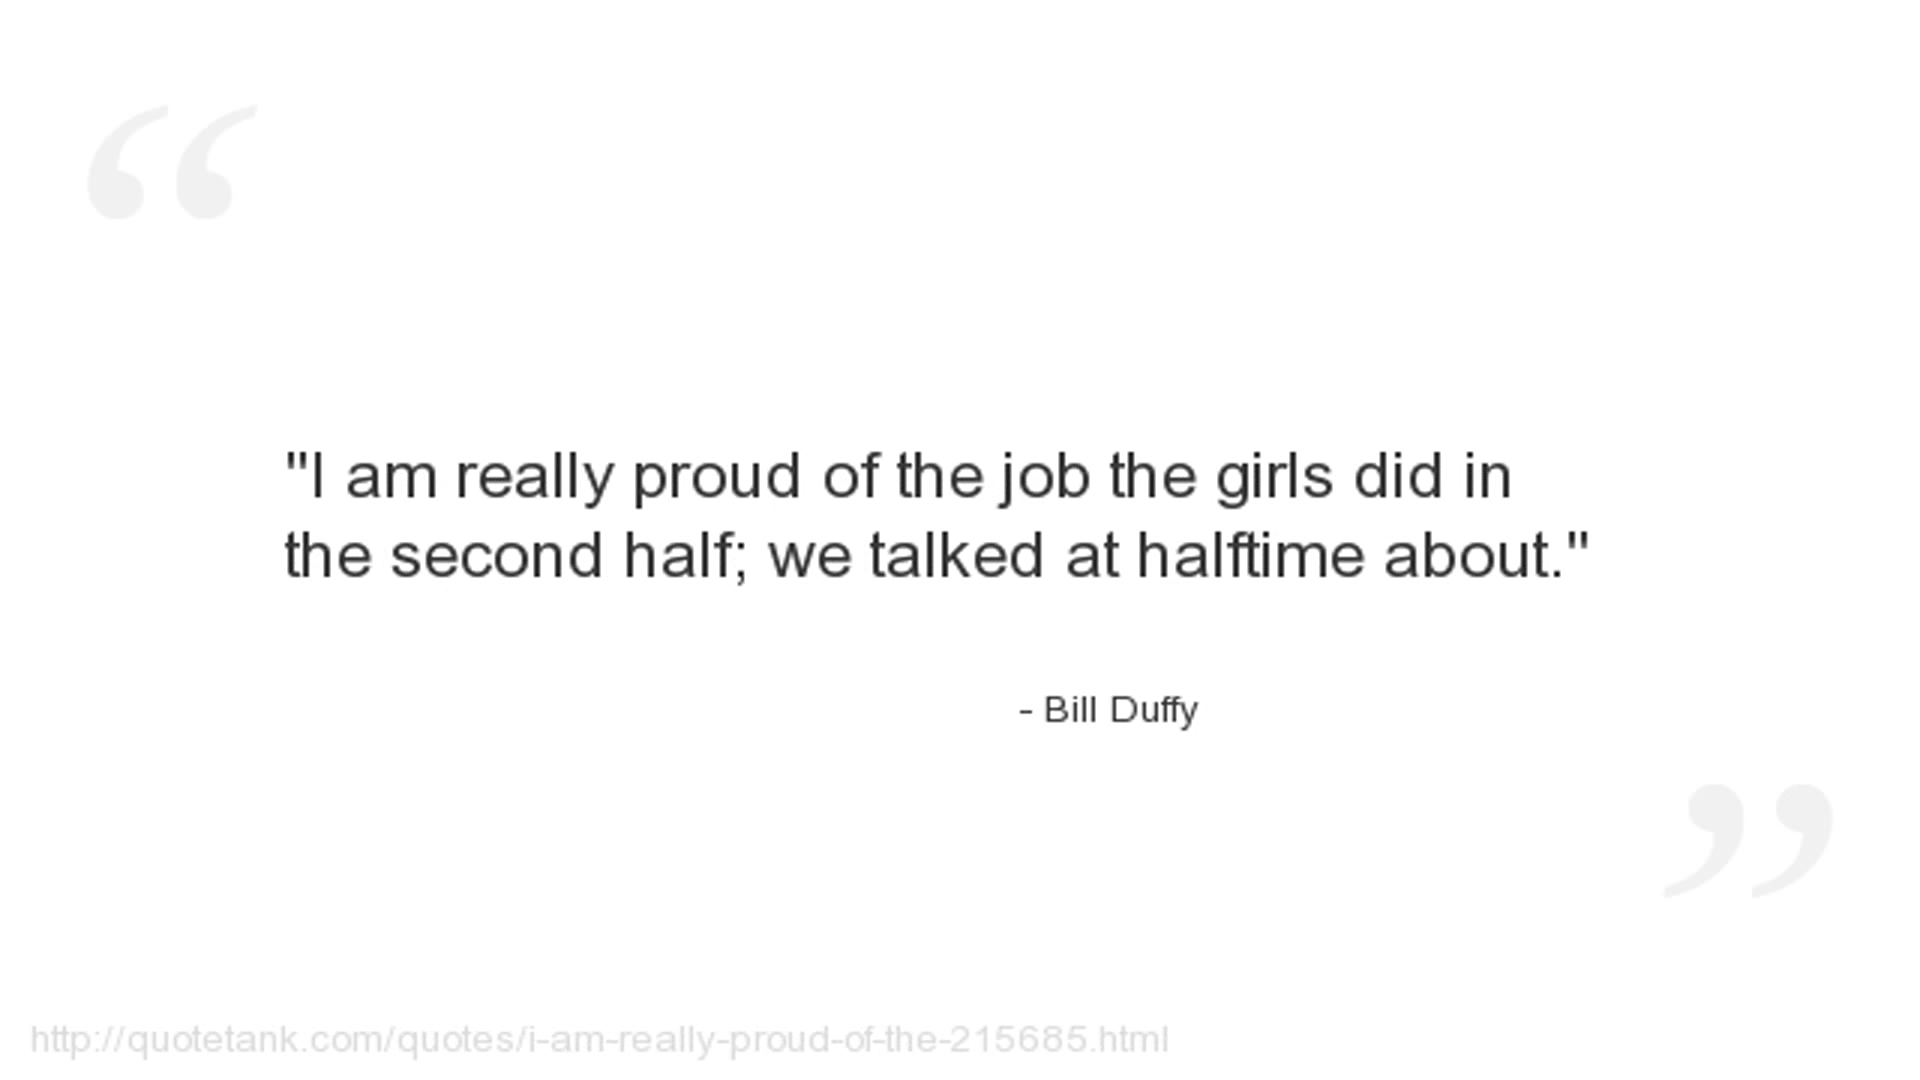 "I am really proud of the job the girls did in
the second half; we talked at halftime about."
- Bill Duffy
http://quotetank.com/quotes/i-am-really-proud-of-the-215685.html